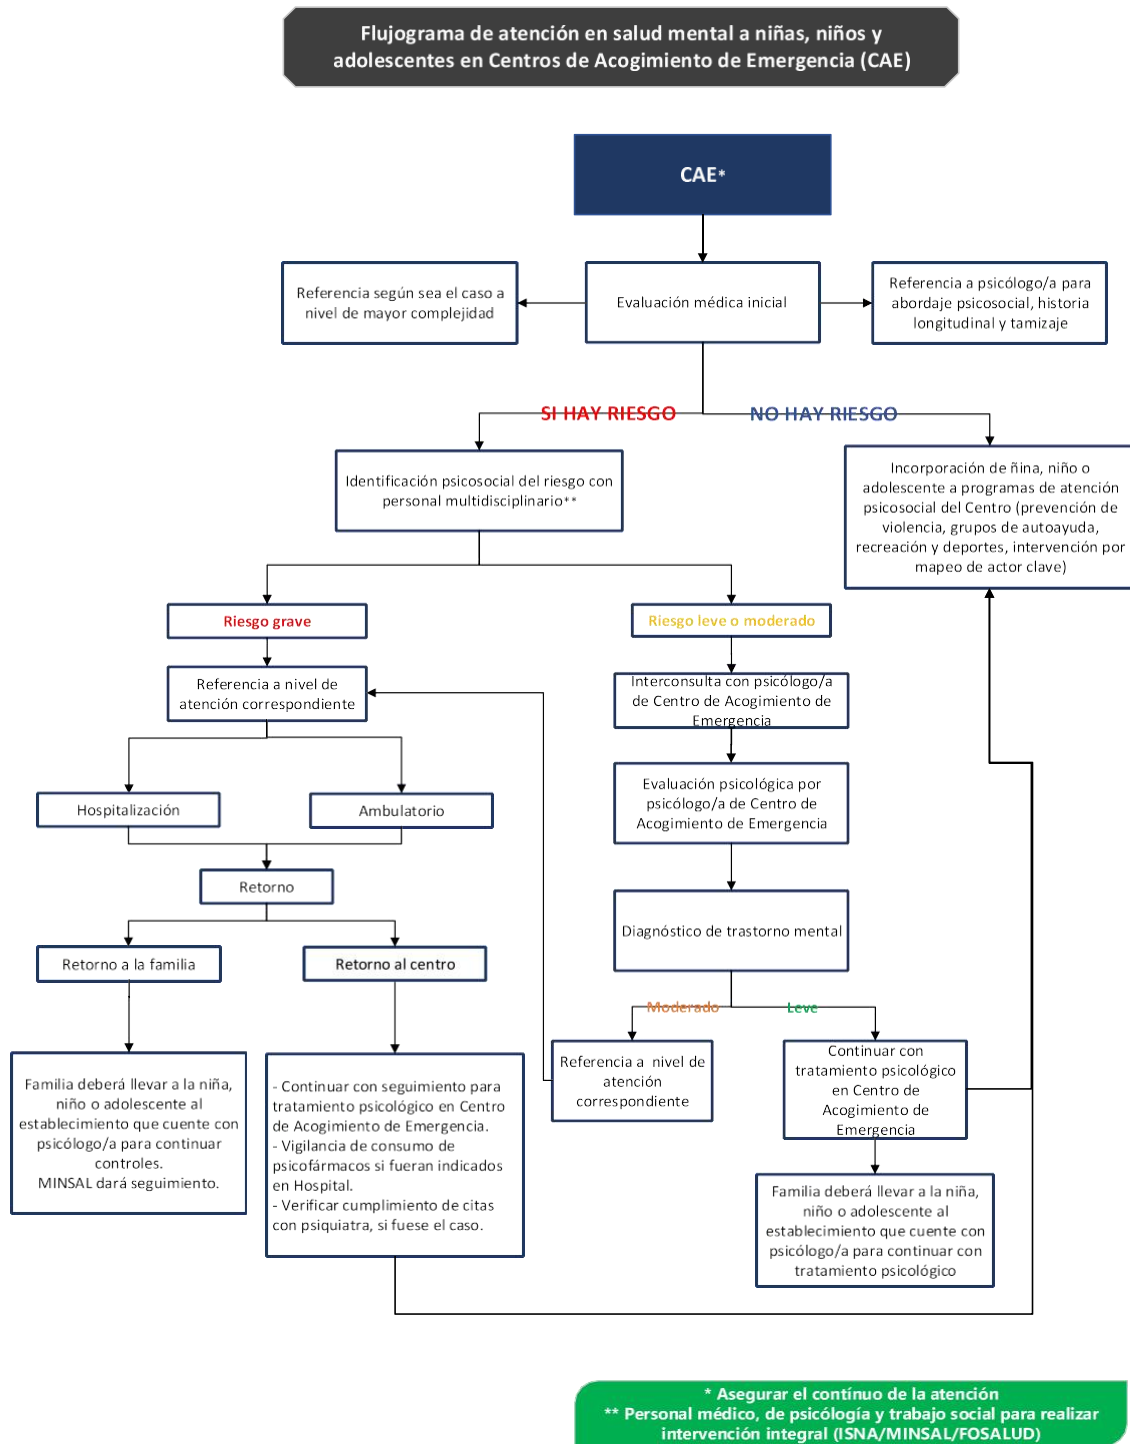 Flujograma de atención en salud mental a niñas, niños y
adolescentes en Centros de Acogimiento de Emergencia (CAE)
CAE*
Referencia según sea el caso a
nivel de mayor complejidad
Evaluación médica inicial
Referencia a psicólogo/a para
abordaje psicosocial, historia
longitudinal y tamizaje
SI HAY RIESGO
NO HAY RIESGO
Identificación psicosocial del riesgo con
personal multidisciplinario**
Incorporación de ñina, niño o
adolescente a programas de atención
psicosocial del Centro (prevención de
violencia, grupos de autoayuda,
recreación y deportes, intervención por
mapeo de actor clave)
Riesgo grave
Riesgo leve o moderado
Referencia a nivel de
atención correspondiente
Interconsulta con psicólogo/a
de Centro de Acogimiento de
Emergencia
Hospitalización
Ambulatorio
Evaluación psicológica por
psicólogo/a de Centro de
Acogimiento de Emergencia
Retorno
Diagnóstico de trastorno mental
Retorno a la familia
Retorno al centro
Moderado
Leve
Familia deberá llevar a la niña,
niño o adolescente al
establecimiento que cuente con
psicólogo/a para continuar
controles.
MINSAL dará seguimiento.
- Continuar con seguimiento para
tratamiento psicológico en Centro
de Acogimiento de Emergencia.
- Vigilancia de consumo de
psicofármacos si fueran indicados
en Hospital.
- Verificar cumplimiento de citas
con psiquiatra, si fuese el caso.
Referencia a nivel de
atención
correspondiente
Continuar con
tratamiento psicológico
en Centro de
Acogimiento de
Emergencia
Familia deberá llevar a la niña,
niño o adolescente al
establecimiento que cuente con
psicólogo/a para continuar con
tratamiento psicológico
* Asegurar el contínuo de la atención
** Personal médico, de psicólogía y trabajo social para realizar
intervención integral (ISNA/MINSAL/FOSALUD)